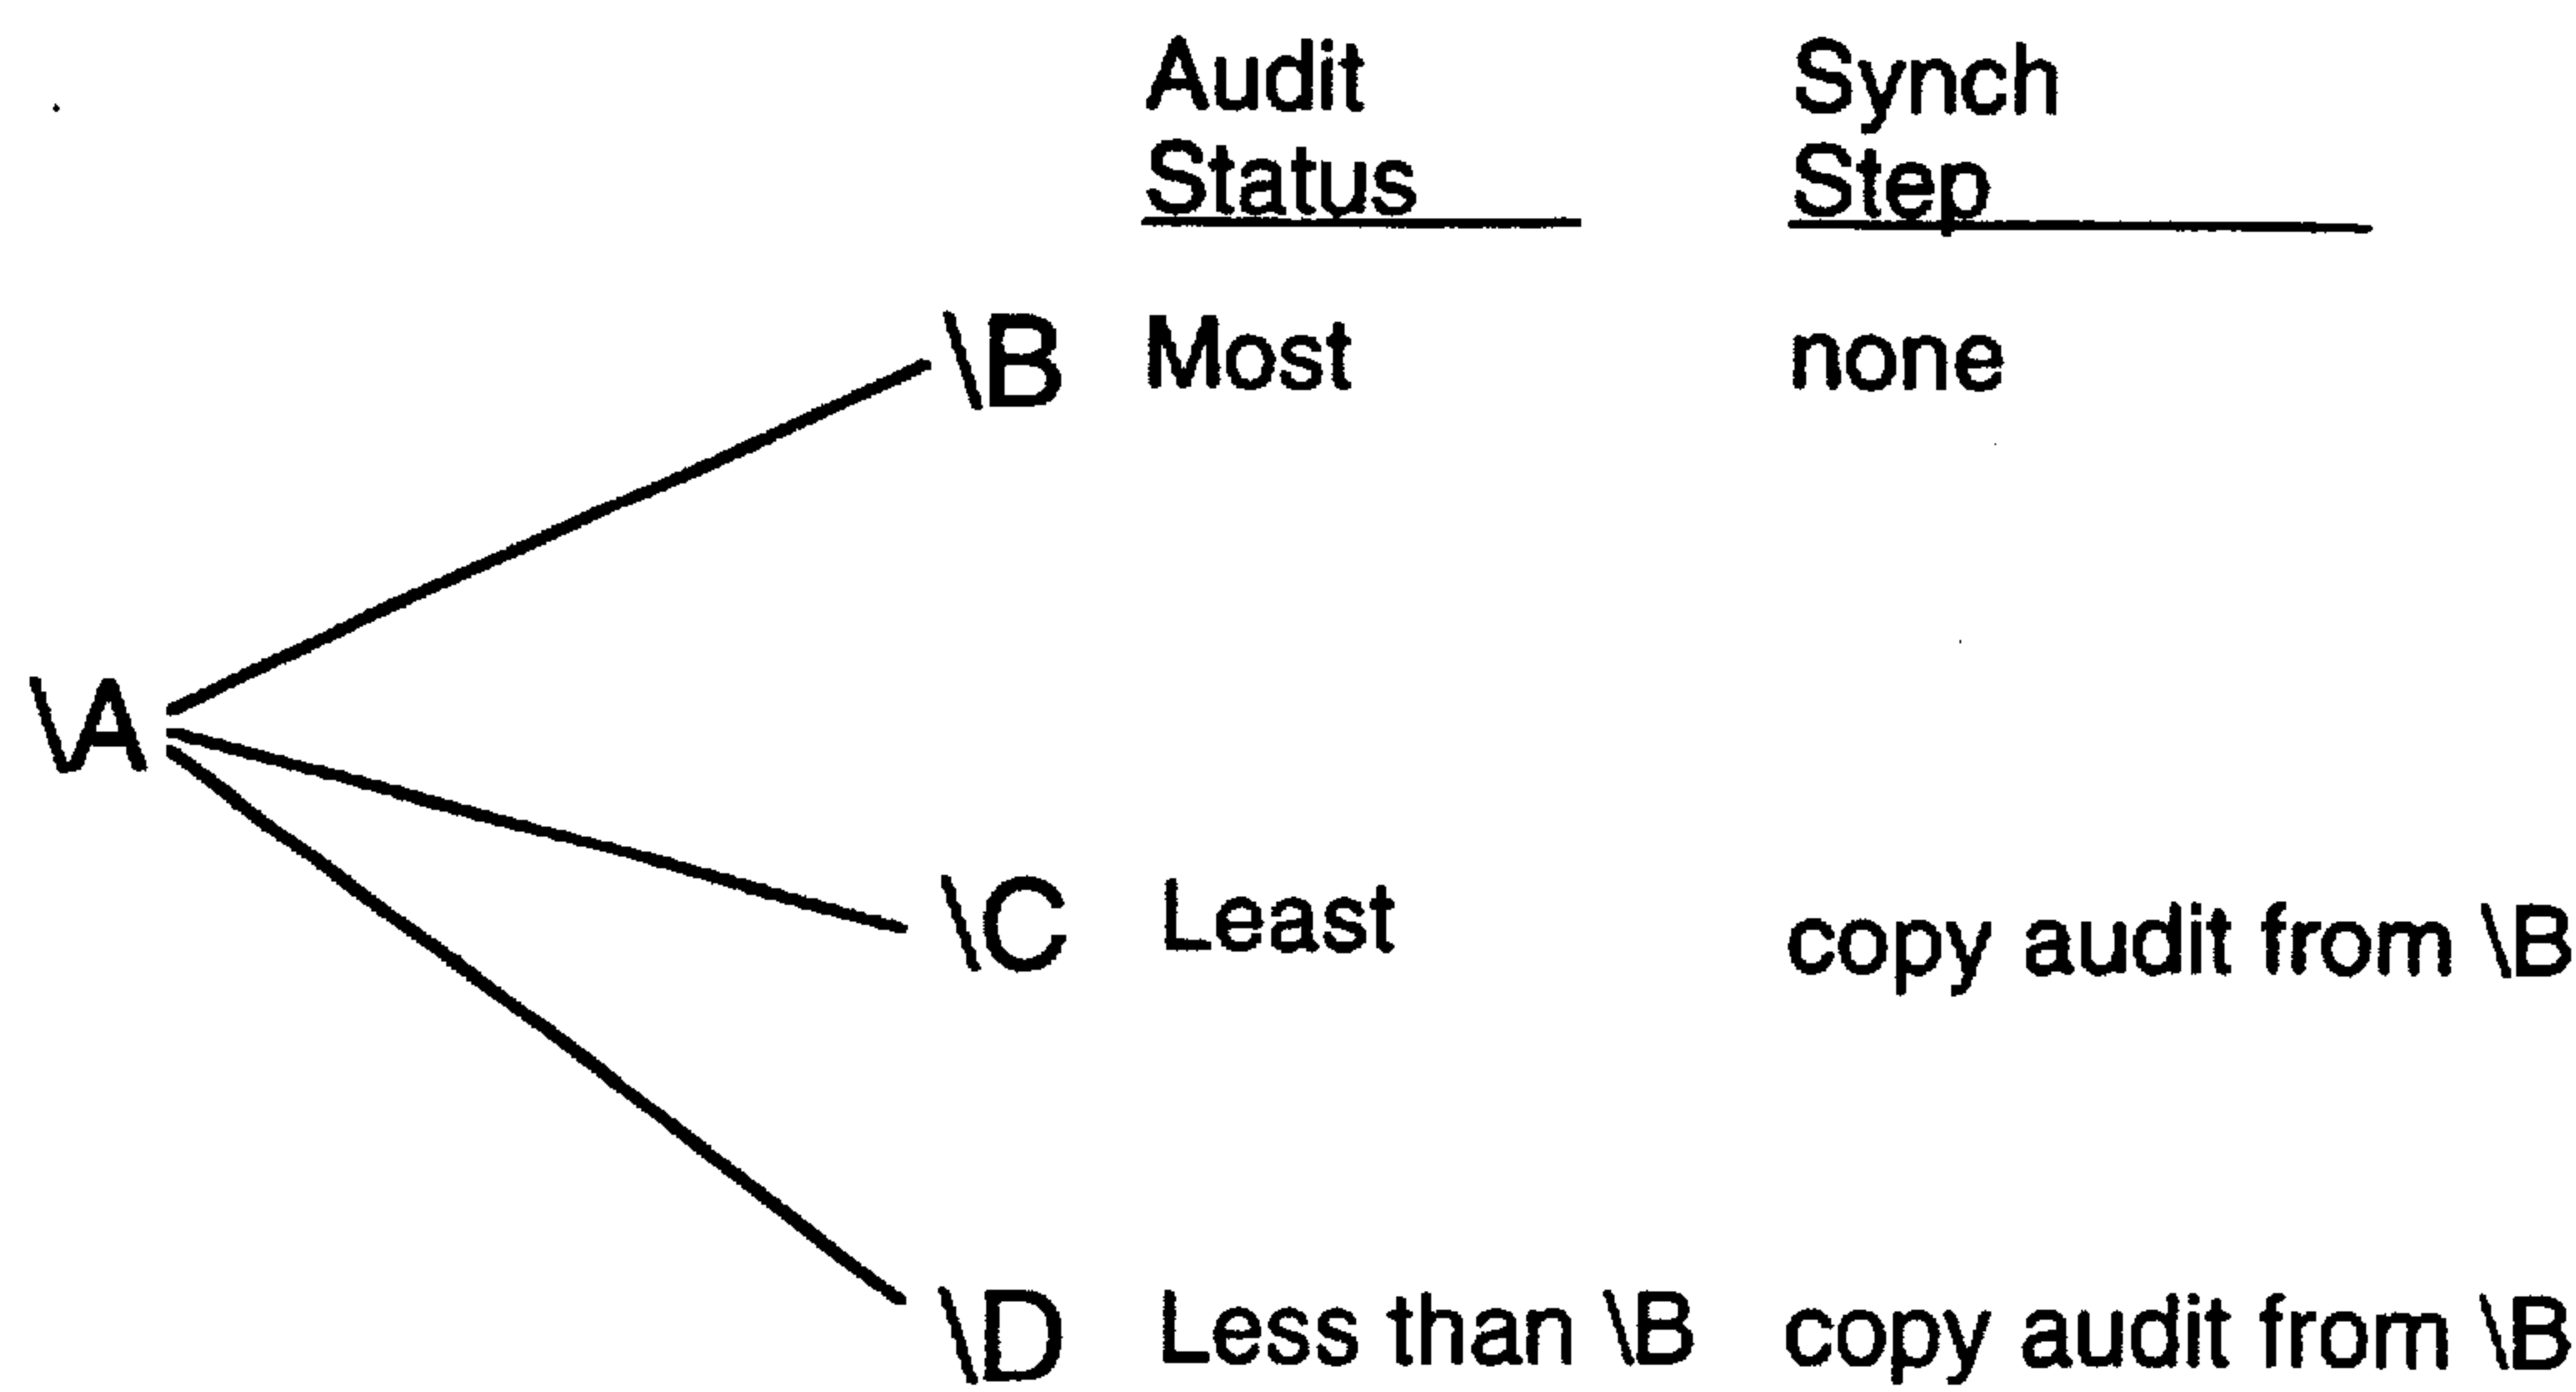 Audit Synch
Status Step
\B Most none
\A
\C Least copy audit from \B
\D Less than \B copy audit from \B